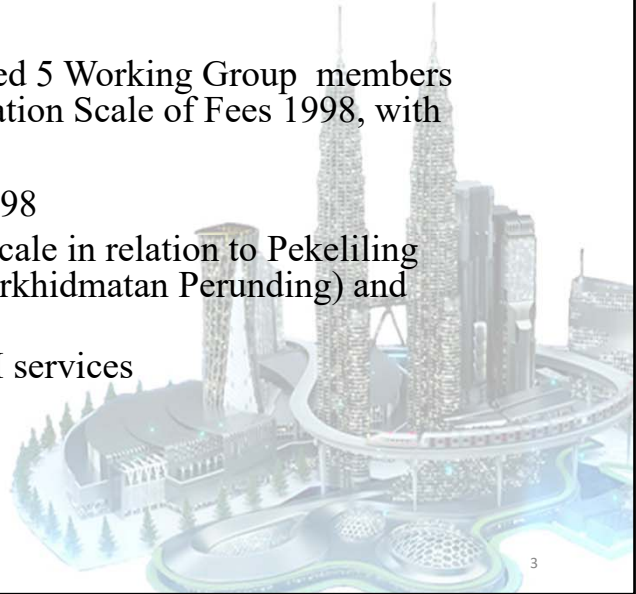 ed 5 Working Group members
ation Scale of Fees 1998, with
98
cale in relation to Pekeliling
rkhidmatan Perunding) and
services
3